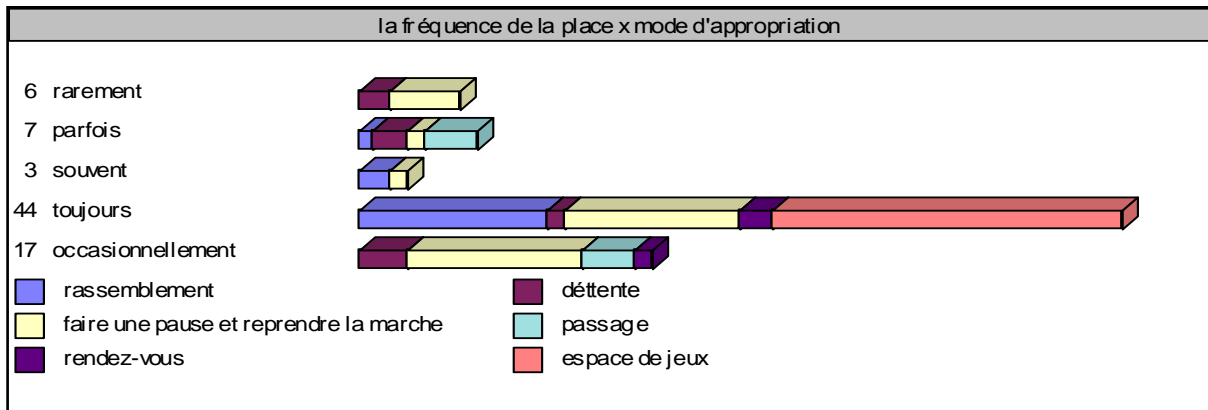 la fréquence de la place x mode d'appropriation
6 rarement
7 parfois
3 souvent
44 toujours
17 occasionnellement
rassemblement déttente
faire une pause et reprendre la marche passage
rendez-vous espace de jeux